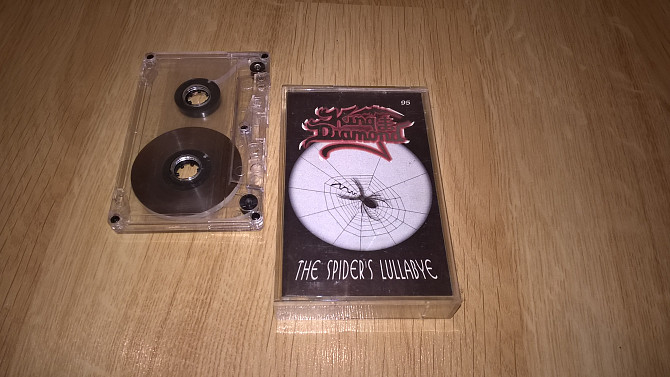 95
King
Diamond
THE SPIDER'S LULLABYE